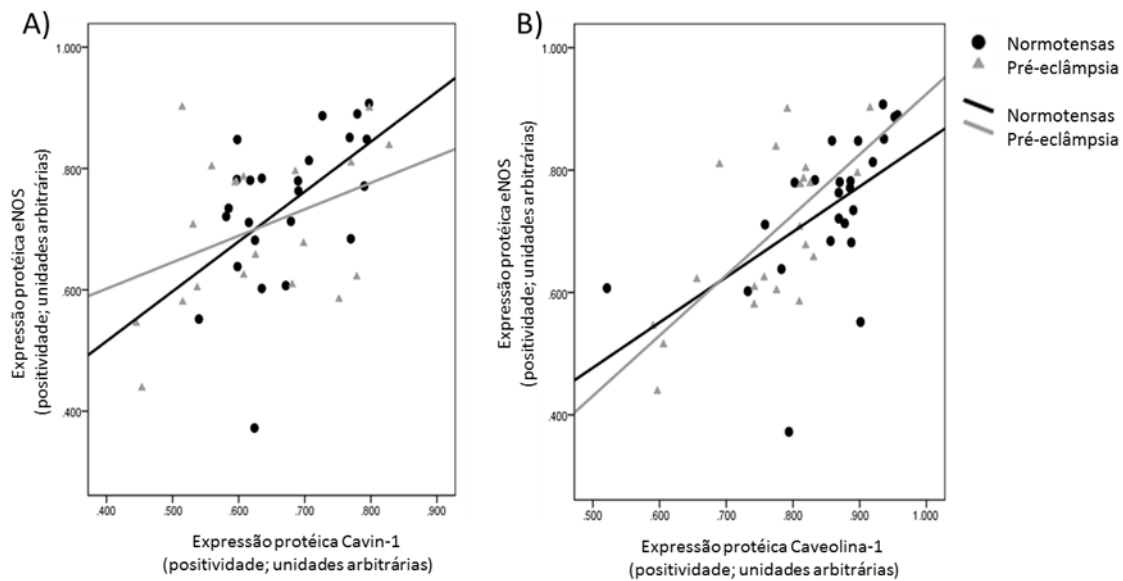 A)
1.000
.800
.600
.400
Expressão protéica eNOS
(positividade; unidades arbitrárias)
.400 .500 .600 .700 .800 .900
Expressão protéica Cavin-1
(positividade; unidades arbitrárias)
B)
1.000
.800
.600
.400
Expressão protéica eNOS
(positividade; unidades arbitrárias)
.500 .600 .700 .800 .900 1.000
Expressão protéica Caveolina-1
(positividade; unidades arbitrárias)
Normotensas
Pré-eclâmpsia
Normotensas
Pré-eclâmpsia